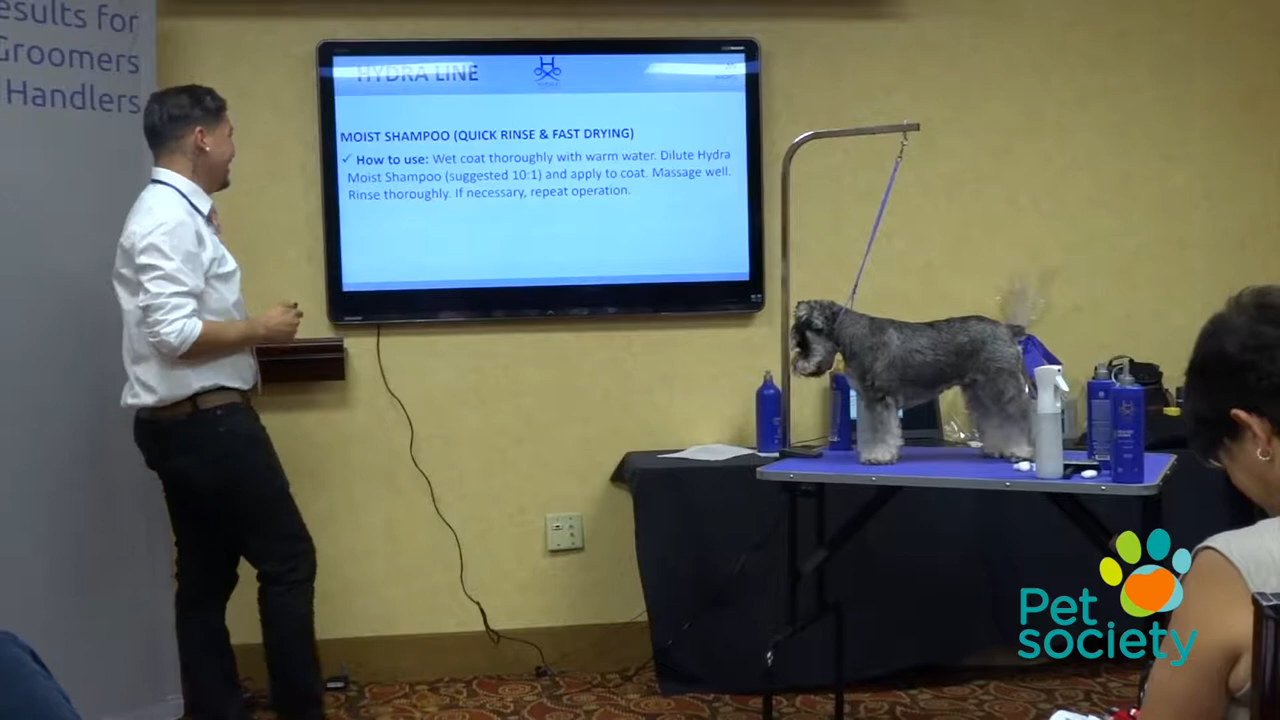 esults for
Groomers
Handlers
HYDRA LINE
MOIST SHAMPOO (QUICK RINSE & FAST DRYING)
✓ How to use: Wet coat thoroughly with warm water. Dilute Hydra
Moist Shampoo (suggested 10:1) and apply to coat. Massage well.
Rinse thoroughly. If necessary, repeat operation.
Pet
society